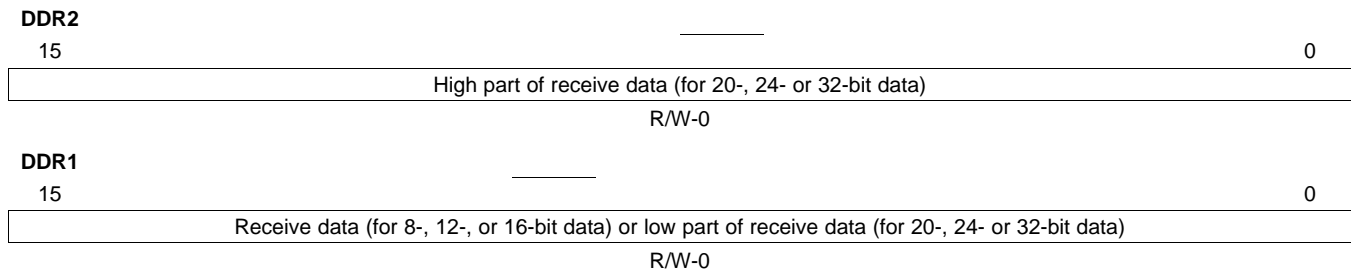 DDR2
15 0
High part of receive data (for 20-, 24- or 32-bit data)
R/W-0
DDR1
15 0
Receive data (for 8-, 12-, or 16-bit data) or low part of receive data (for 20-, 24- or 32-bit data)
R/W-0